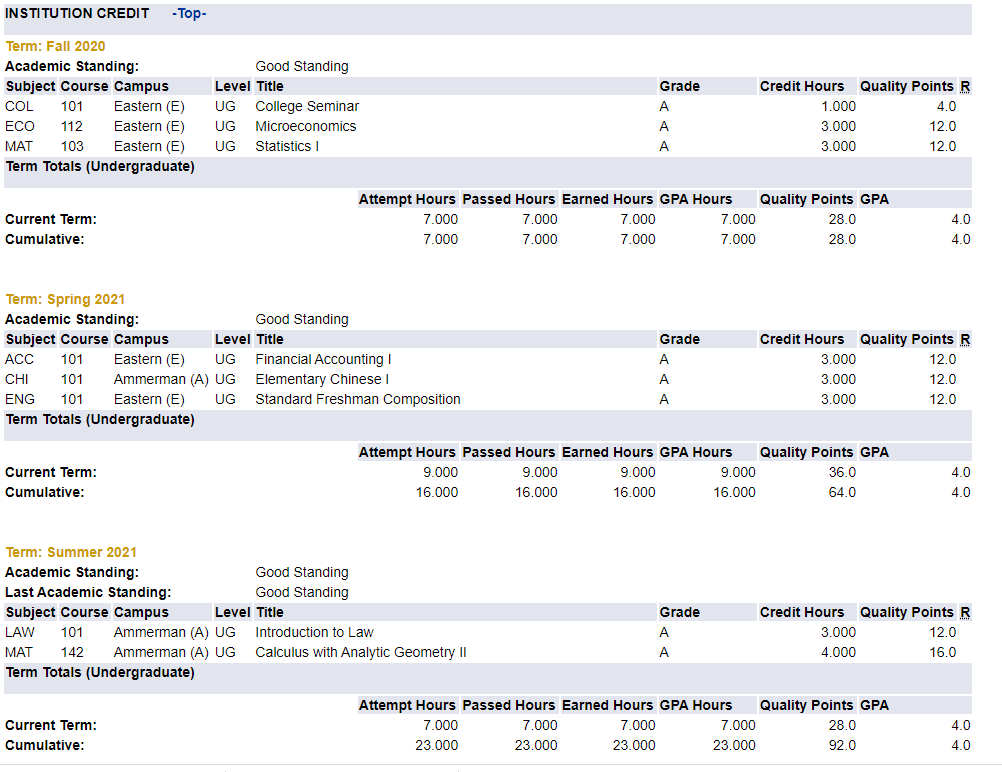 INSTITUTION CREDIT -Top-
Term: Fall 2020
Academic Standing: Good Standing
Subject Course Campus Level Title Grade Credit Hours Quality Points R
COL 101 Eastern (E) UG College Seminar A 1.000 4.0
ECO 112 Eastern (E) UG Microeconomics A 3.000 12.0
MAT 103 Eastern (E) UG Statistics I A 3.000 12.0
Term Totals (Undergraduate)
Attempt Hours Passed Hours Earned Hours GPA Hours Quality Points GPA
Current Term: 7.000 7.000 7.000 7.000 28.0 4.0
Cumulative: 7.000 7.000 7.000 7.000 28.0 4.0
Term: Spring 2021
Academic Standing: Good Standing
Subject Course Campus Level Title Grade Credit Hours Quality Points R
ACC 101 Eastern (E) UG Financial Accounting I A 3.000 12.0
CHI 101 Ammerman (A) UG Elementary Chinese I A 3.000 12.0
ENG 101 Eastern (E) UG Standard Freshman Composition A 3.000 12.0
Term Totals (Undergraduate)
Attempt Hours Passed Hours Earned Hours GPA Hours Quality Points GPA
Current Term: 9.000 9.000 9.000 9.000 36.0 4.0
Cumulative: 16.000 16.000 16.000 16.000 64.0 4.0
Term: Summer 2021
Academic Standing: Good Standing
Last Academic Standing: Good Standing
Subject Course Campus Level Title Grade Credit Hours Quality Points R
LAW 101 Ammerman (A) UG Introduction to Law A 3.000 12.0
MAT 142 Ammerman (A) UG Calculus with Analytic Geometry II A 4.000 16.0
Term Totals (Undergraduate)
Attempt Hours Passed Hours Earned Hours GPA Hours Quality Points GPA
Current Term: 7.000 7.000 7.000 7.000 28.0 4.0
Cumulative: 23.000 23.000 23.000 23.000 92.0 4.0